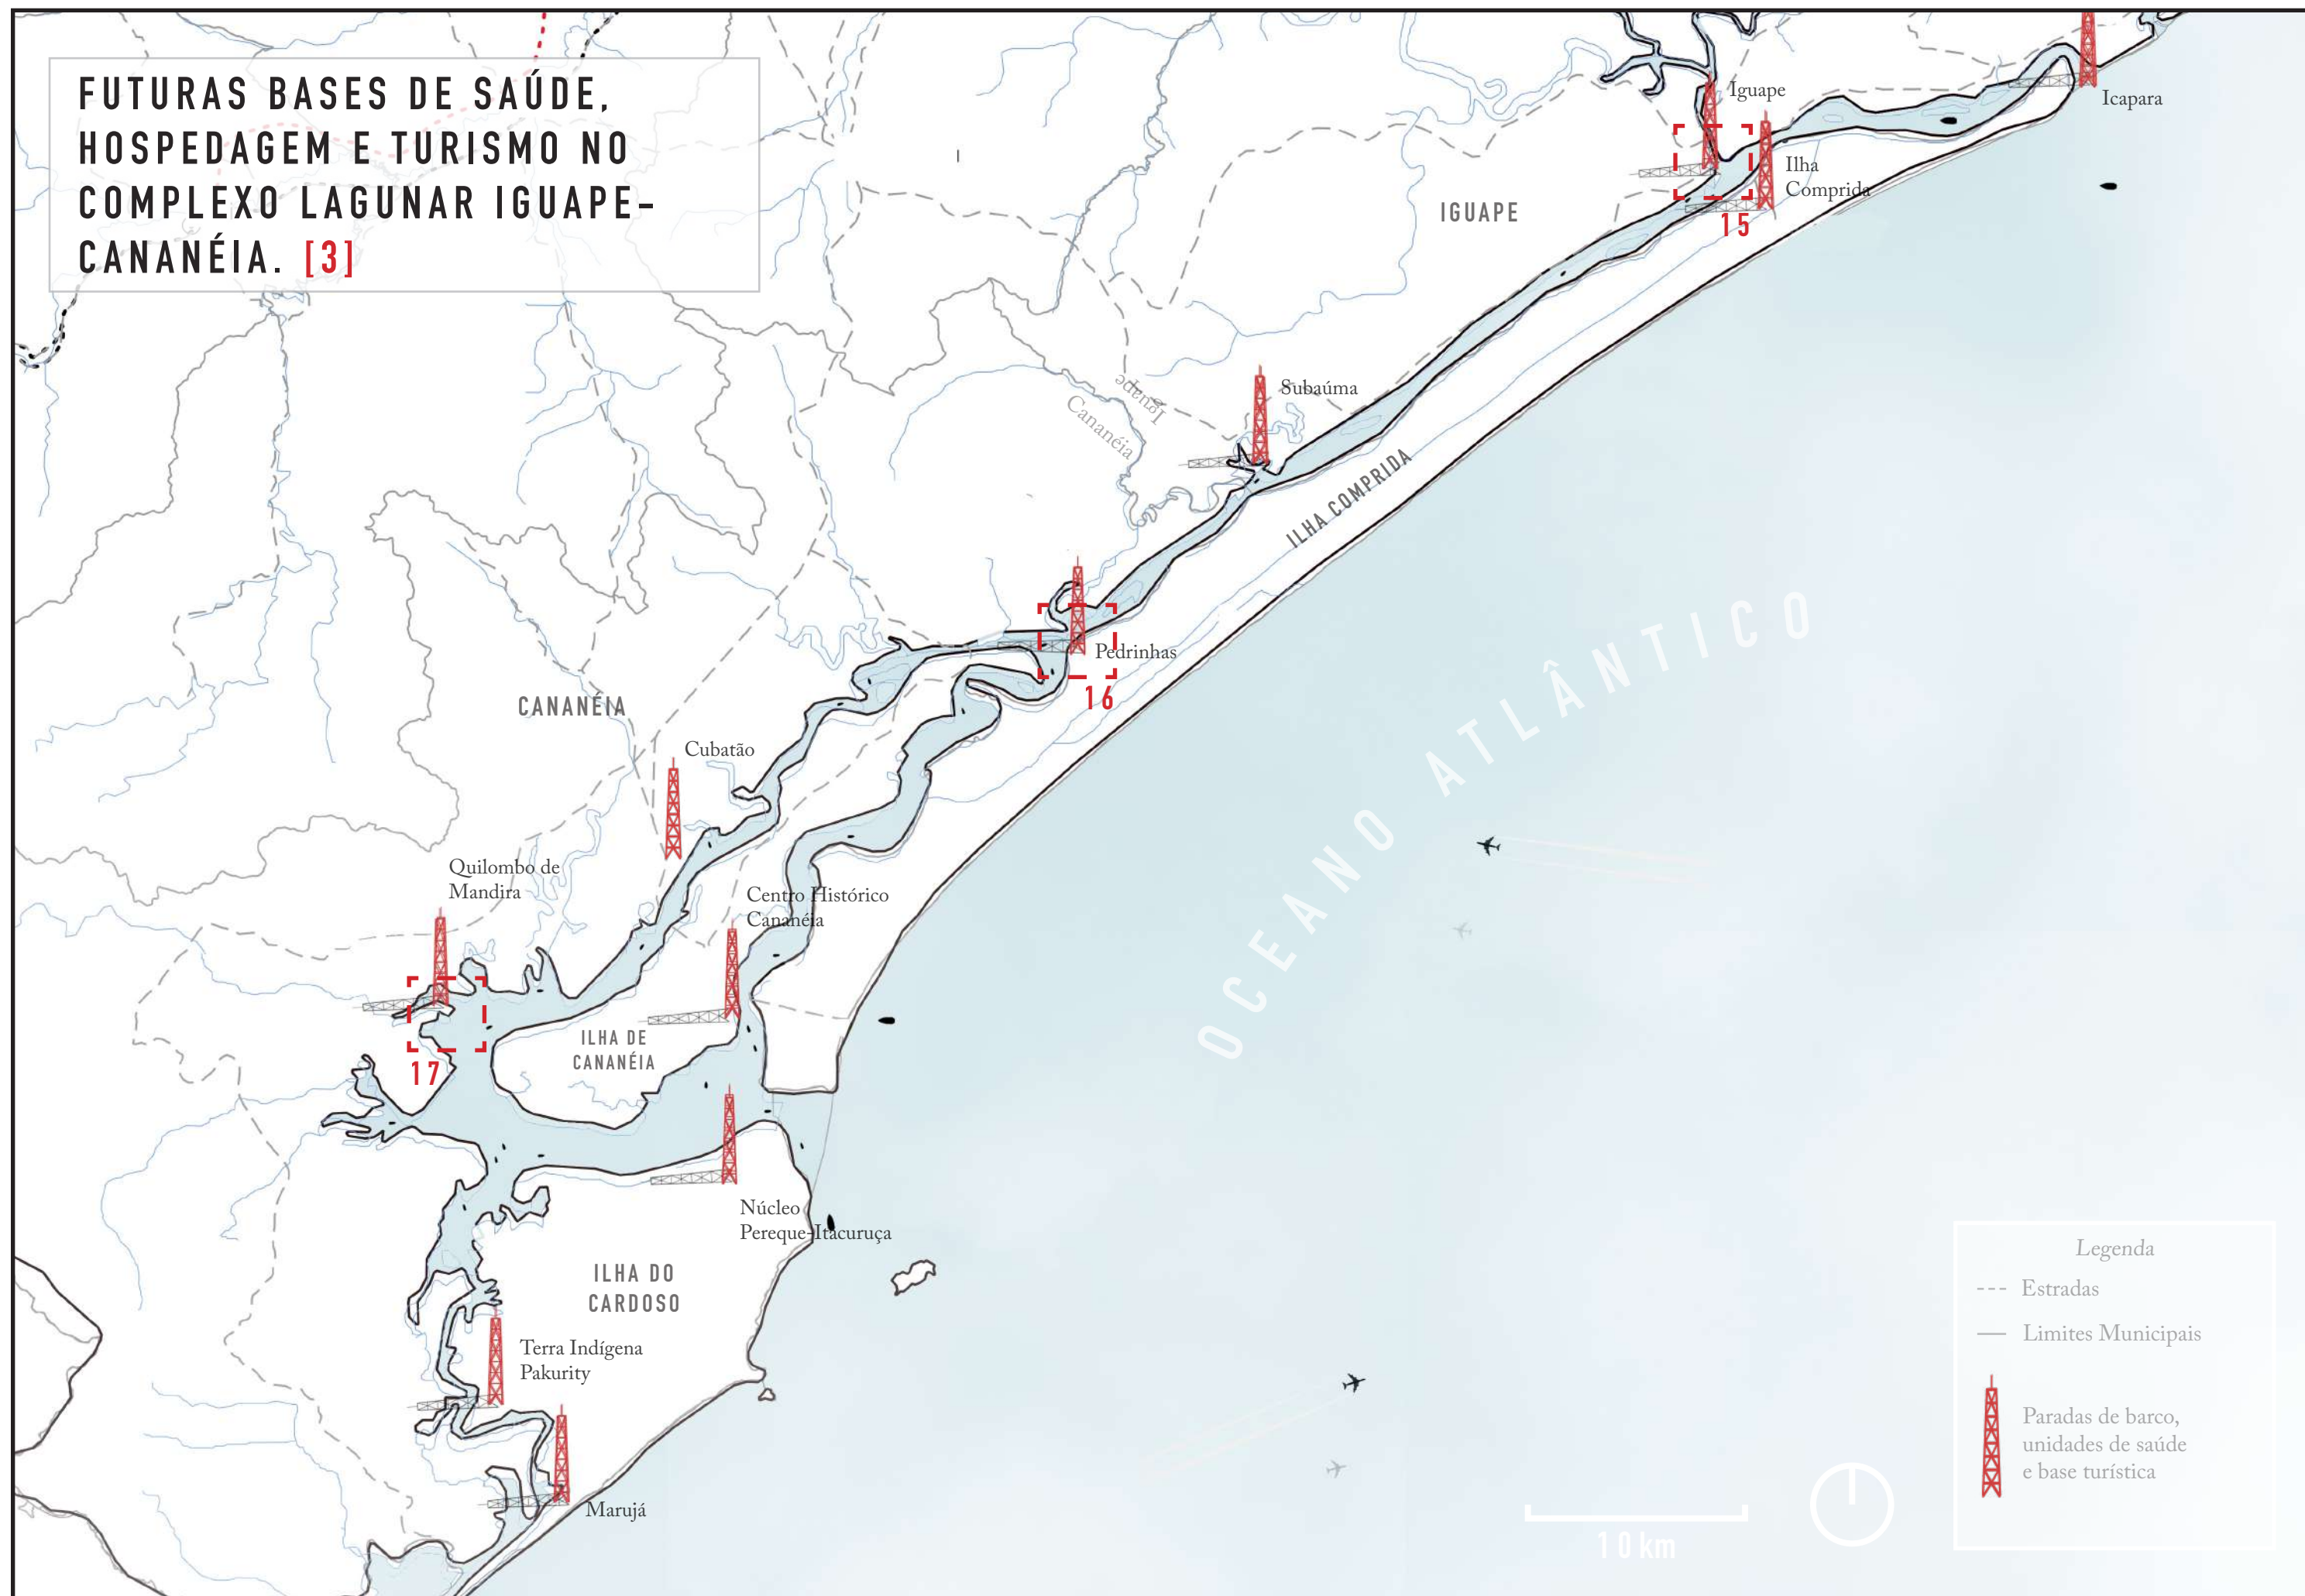 FUTURAS BASES DE SAÚDE,
HOSPEDAGEM E TURISMO NO
COMPLEXO LAGUNAR IGUAPE-
CANANÉIA. [3]
Iguape
Icapara
Ilha
Comprida
15
IGUAPE
Subaúma
Iguape
Cananéia
ILHA COMPRIDA
Pedrinhas
16
OCEANO ATLÂNTICO
CANANÉIA
Cubatão
Quilombo de
Mandira
Centro Histórico
Cananéia
17
ILHA DE
CANANÉIA
Núcleo
Pereque-Itacuruça
ILHA DO
CARDOSO
Terra Indígena
Pakurity
Marujá
Legenda
Estradas
Limites Municipais
Paradas de barco,
unidades de saúde
e base turística
10 km